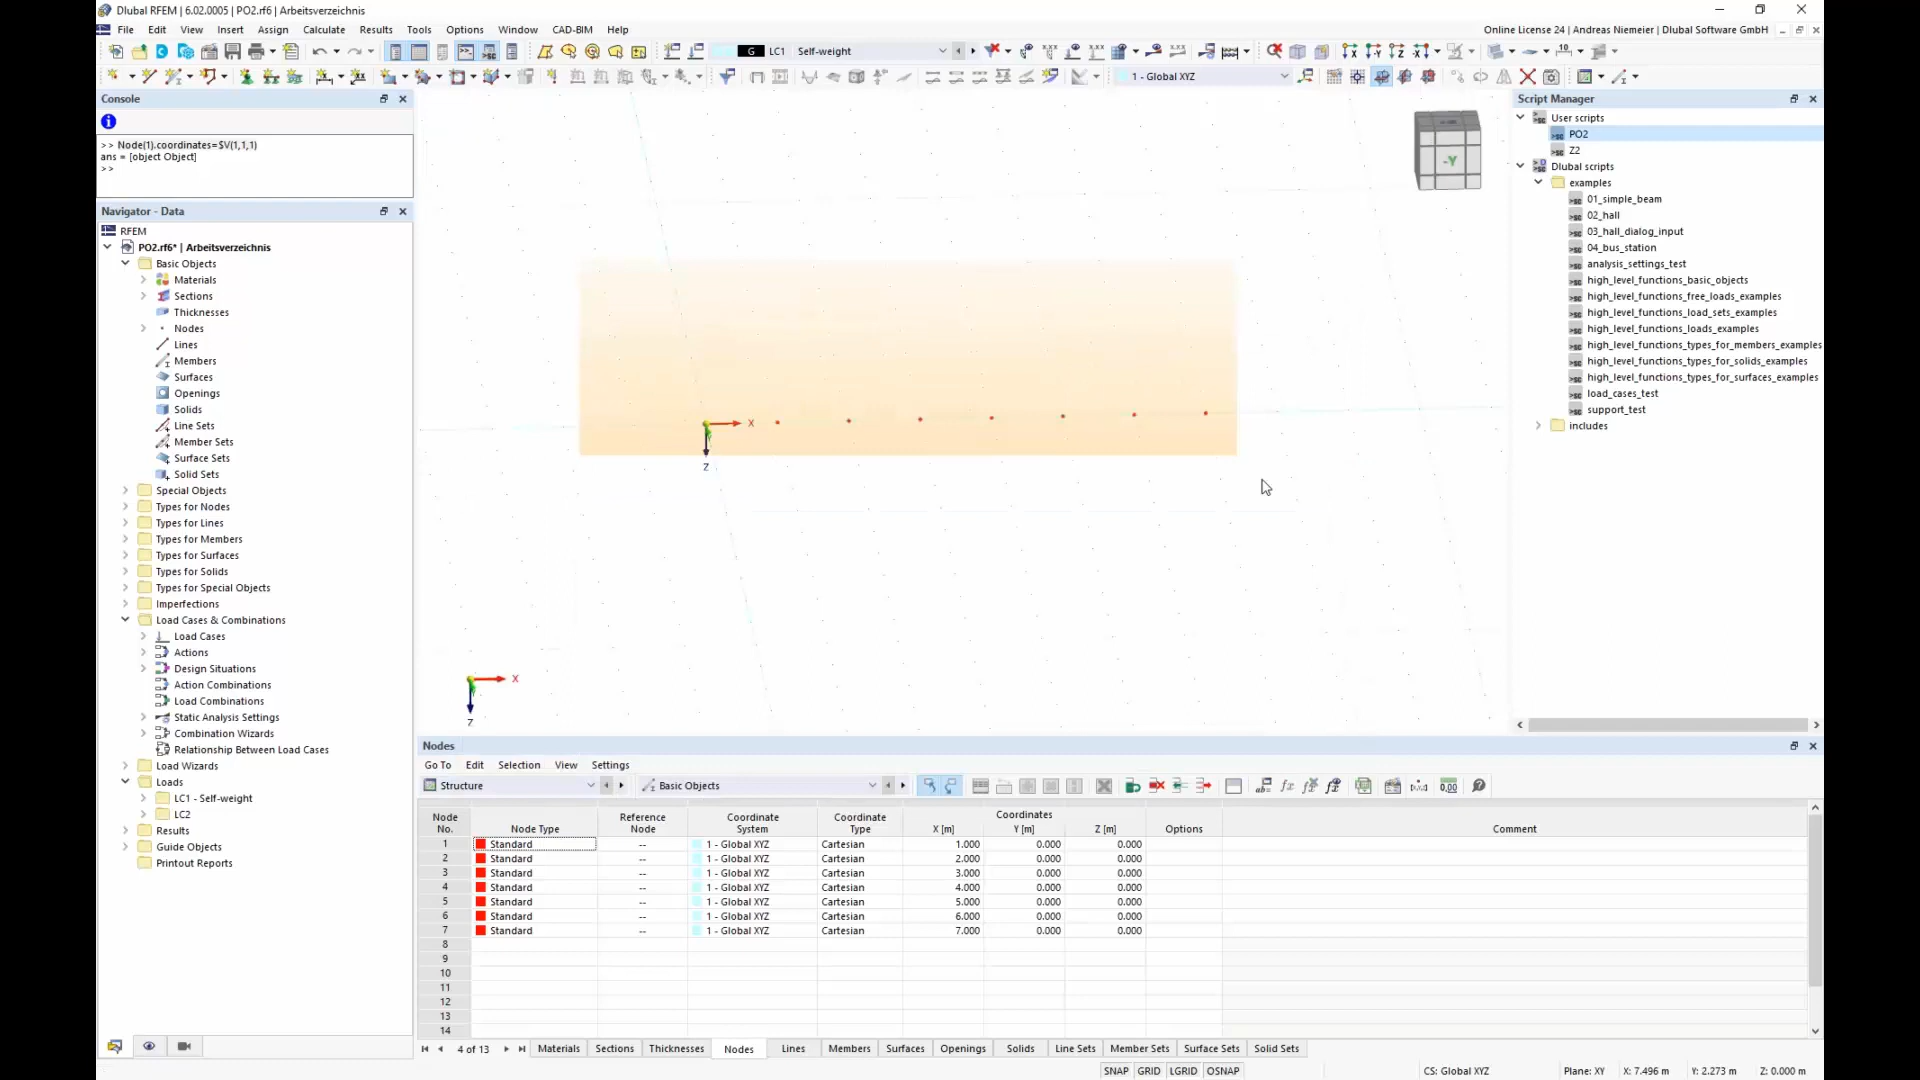 Dlubal RFEM | 6.02.0005 | PO2.rf6* | Arbeitsverzeichnis
File Edit View Insert Assign Calculate Results Tools Options Window CAD-BIM Help
Online License 24 | Andreas Niemeier | Dlubal Software GmbH
G LC1 Self-weight
1 - Global XYZ
Console
>> Node(1).coordinates=$V(1,1,1)
ans = [object Object]
>>
Navigator - Data
RFEM
PO2.rf6* | Arbeitsverzeichnis
Basic Objects
Materials
Sections
Thicknesses
Nodes
Lines
Members
Surfaces
Openings
Solids
Line Sets
Member Sets
Surface Sets
Solid Sets
Special Objects
Types for Nodes
Types for Lines
Types for Members
Types for Surfaces
Types for Solids
Types for Special Objects
Imperfections
Load Cases & Combinations
Load Cases
Actions
Design Situations
Action Combinations
Load Combinations
Static Analysis Settings
Combination Wizards
Relationship Between Load Cases
Load Wizards
Loads
LC1 - Self-weight
LC2
Results
Guide Objects
Printout Reports
-Y
X
Z
X
Z
Script Manager
User scripts
PO2
Z2
Dlubal scripts
examples
01_simple_beam
02_hall
03_hall_dialog_input
04_bus_station
analysis_settings_test
high_level_functions_basic_objects
high_level_functions_free_loads_examples
high_level_functions_load_sets_examples
high_level_functions_loads_examples
high_level_functions_types_for_members_examples
high_level_functions_types_for_solids_examples
high_level_functions_types_for_surfaces_examples
load_cases_test
support_test
includes
Nodes
Go To Edit Selection View Settings
Structure Basic Objects
Node No. Node Type Reference Node Coordinate System Coordinate Type Coordinates X [m] Y [m] Z [m] Options Comment
1 Standard -- 1 - Global XYZ Cartesian 1.000 0.000 0.000
2 Standard -- 1 - Global XYZ Cartesian 2.000 0.000 0.000
3 Standard -- 1 - Global XYZ Cartesian 3.000 0.000 0.000
4 Standard -- 1 - Global XYZ Cartesian 4.000 0.000 0.000
5 Standard -- 1 - Global XYZ Cartesian 5.000 0.000 0.000
6 Standard -- 1 - Global XYZ Cartesian 6.000 0.000 0.000
7 Standard -- 1 - Global XYZ Cartesian 7.000 0.000 0.000
8
9
10
11
12
13
14
4 of 13 Materials Sections Thicknesses Nodes Lines Members Surfaces Openings Solids Line Sets Member Sets Surface Sets Solid Sets
SNAP GRID LGRID OSNAP CS: Global XYZ Plane: XY X: 7.496 m Y: 2.273 m Z: 0.000 m